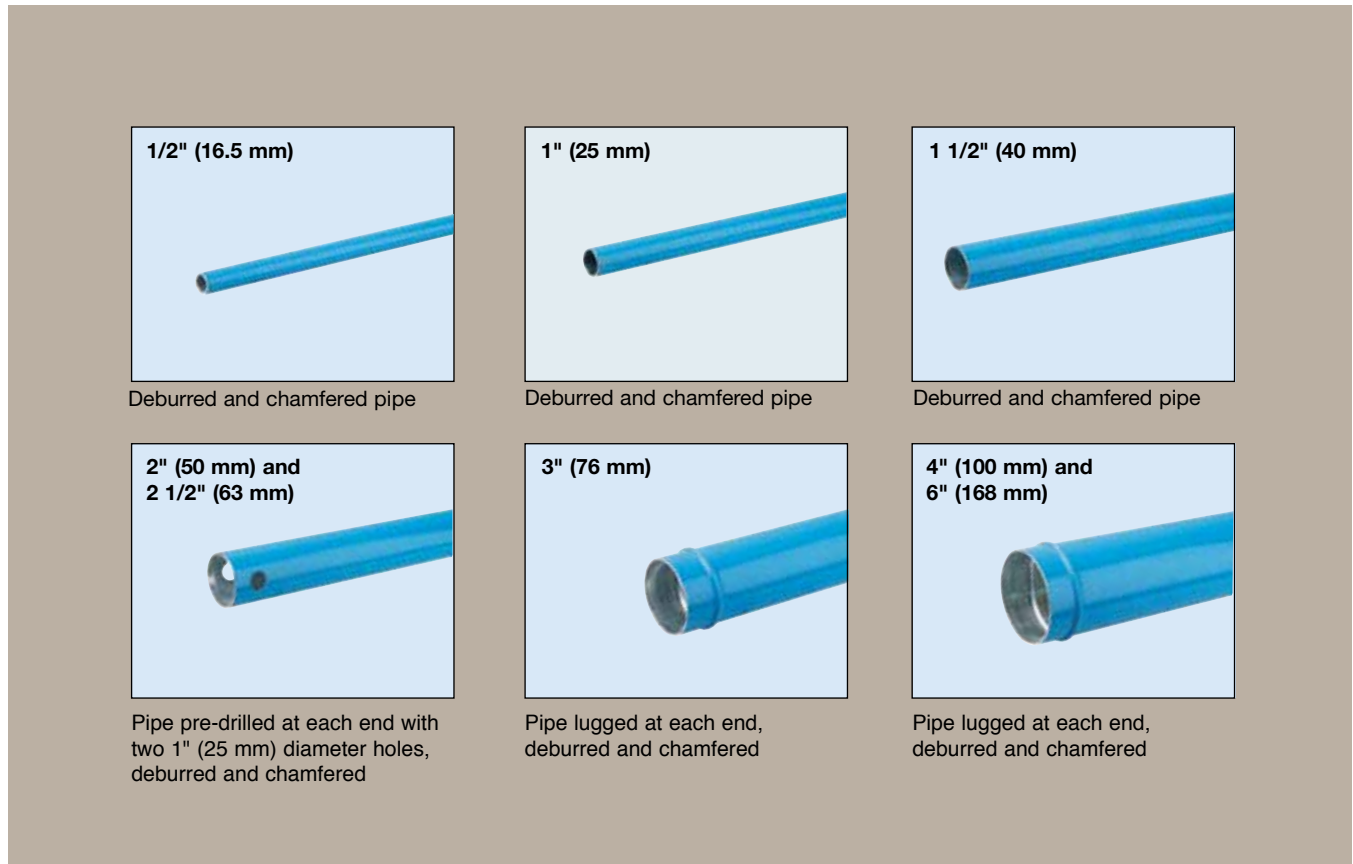 1/2" (16.5 mm)
1" (25 mm)
1 1/2" (40 mm)
Deburred and chamfered pipe
Deburred and chamfered pipe
Deburred and chamfered pipe
2" (50 mm) and
2 1/2" (63 mm)
3" (76 mm)
4" (100 mm) and
6" (168 mm)
Pipe pre-drilled at each end with
two 1" (25 mm) diameter holes,
deburred and chamfered
Pipe lugged at each end,
deburred and chamfered
Pipe lugged at each end,
deburred and chamfered